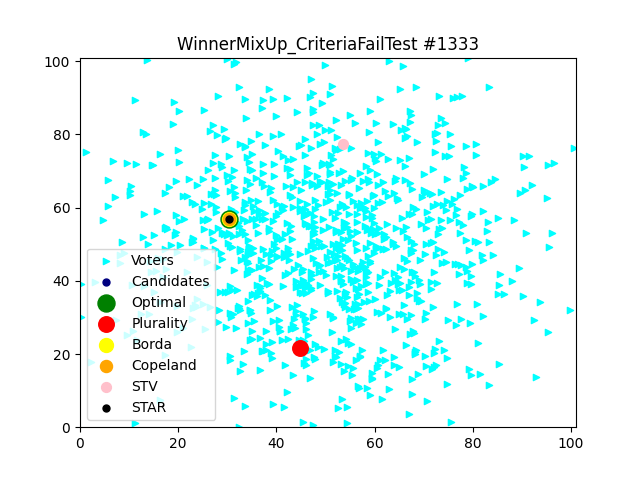 WinnerMixUp_CriteriaFailTest #1333
100
80
60
40
20
0
Voters
Candidates
Optimal
Plurality
Borda
Copeland
STV
STAR
0 20 40 60 80 100